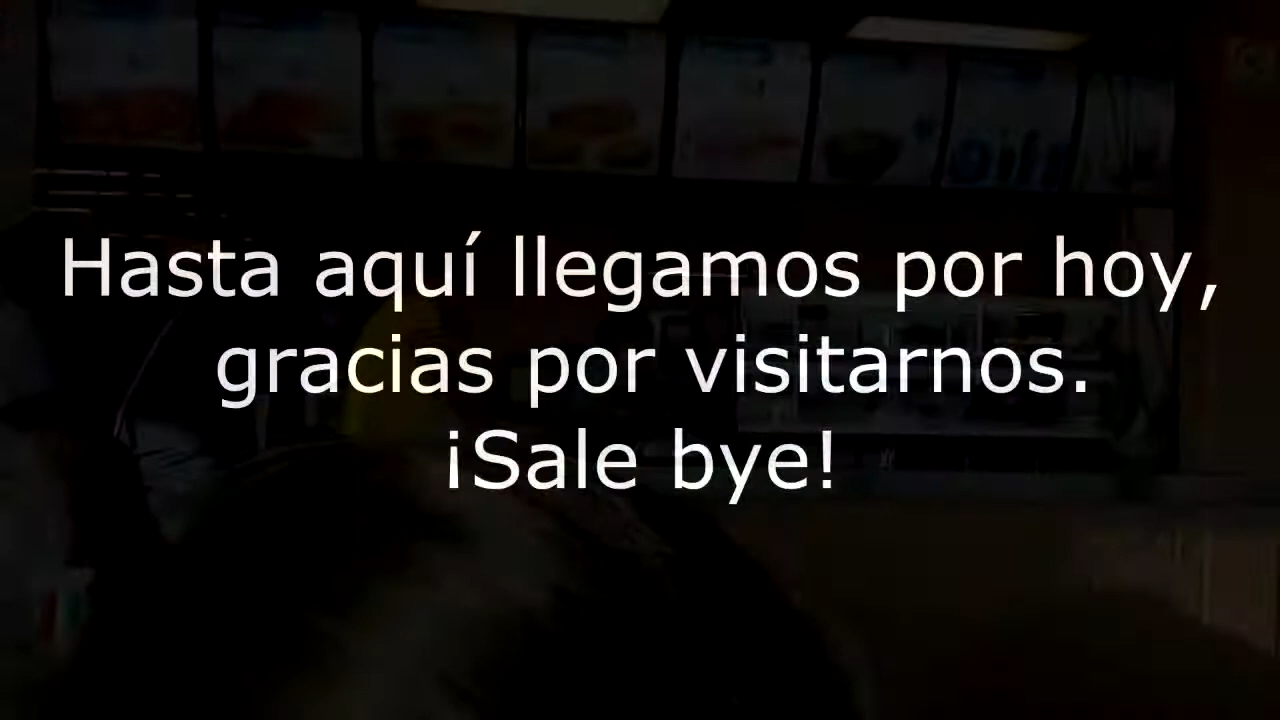 Hasta aquí llegamos por hoy,
gracias por visitarnos.
¡Sale bye!